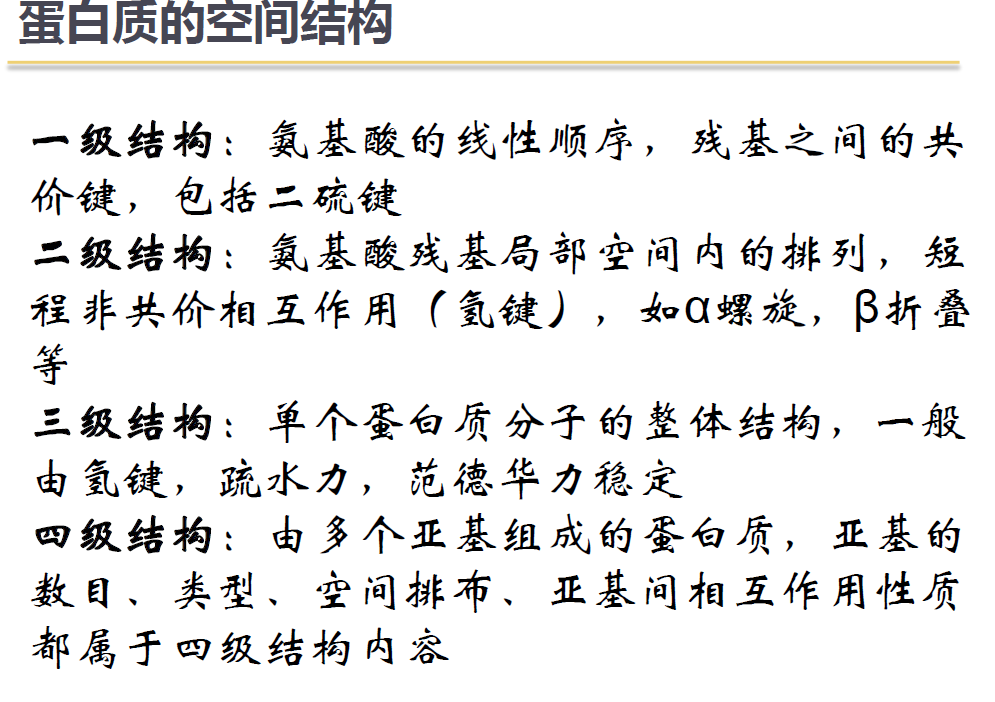 蛋白质的空间结构
一级结构：氨基酸的线性顺序，残基之间的共
价键，包括二硫键
二级结构：氨基酸残基局部空间内的排列，短
程非共价相互作用（氢键），如α螺旋，β折叠
等
三级结构：单个蛋白质分子的整体结构，一般
由氢键，疏水力，范德华力稳定
四级结构：由多个亚基组成的蛋白质，亚基的
数目、类型、空间排布、亚基间相互作用性质
都属于四级结构内容